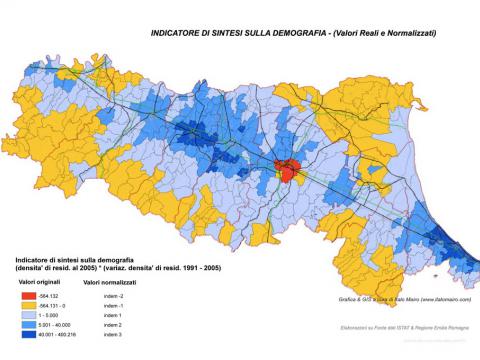 INDICATORE DI SINTESI SULLA DEMOGRAFIA - (Valori Reali e Normalizzati)
Indicatore di sintesi sulla demografia
(densita' di resid. al 2005) * (variaz. densita' di resid. 1991 - 2005)
Valori originali Valori normalizzati
-564.132 indem -2
-564.131 - 0 indem -1
1 - 5.000 indem 1
5.001 - 40.000 indem 2
40.001 - 400.216 indem 3
Grafica & GIS a cura di Italo Mairo (www.italomairo.com)
Elaborazioni su Fonte dati ISTAT & Regione Emilia Romagna